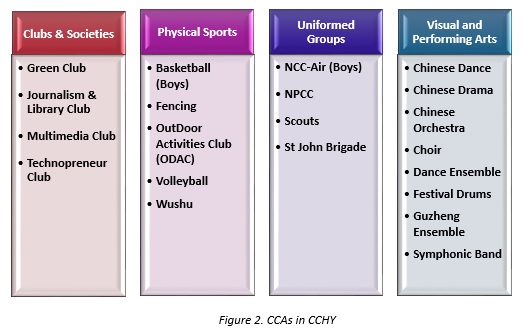 Clubs & Societies
• Green Club
• Journalism &
Library Club
• Multimedia Club
• Technopreneur
Club
Physical Sports
• Basketball
(Boys)
• Fencing
• OutDoor
Activities Club
(ODAC)
• Volleyball
• Wushu
Uniformed
Groups
• NCC-Air (Boys)
• NPCC
• Scouts
• St John Brigade
Visual and
Performing Arts
• Chinese Dance
• Chinese Drama
• Chinese
Orchestra
• Choir
• Dance Ensemble
• Festival Drums
• Guzheng
Ensemble
• Symphonic Band
Figure 2. CCAs in CCHY